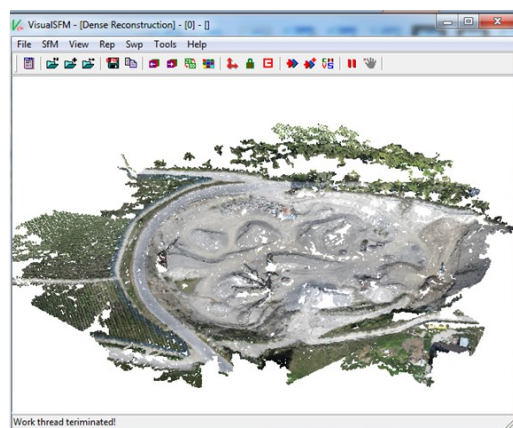 VisualSFM - [Dense Reconstruction] - [0] - []
File SfM View Rep Swp Tools Help
Work thread teriminated!